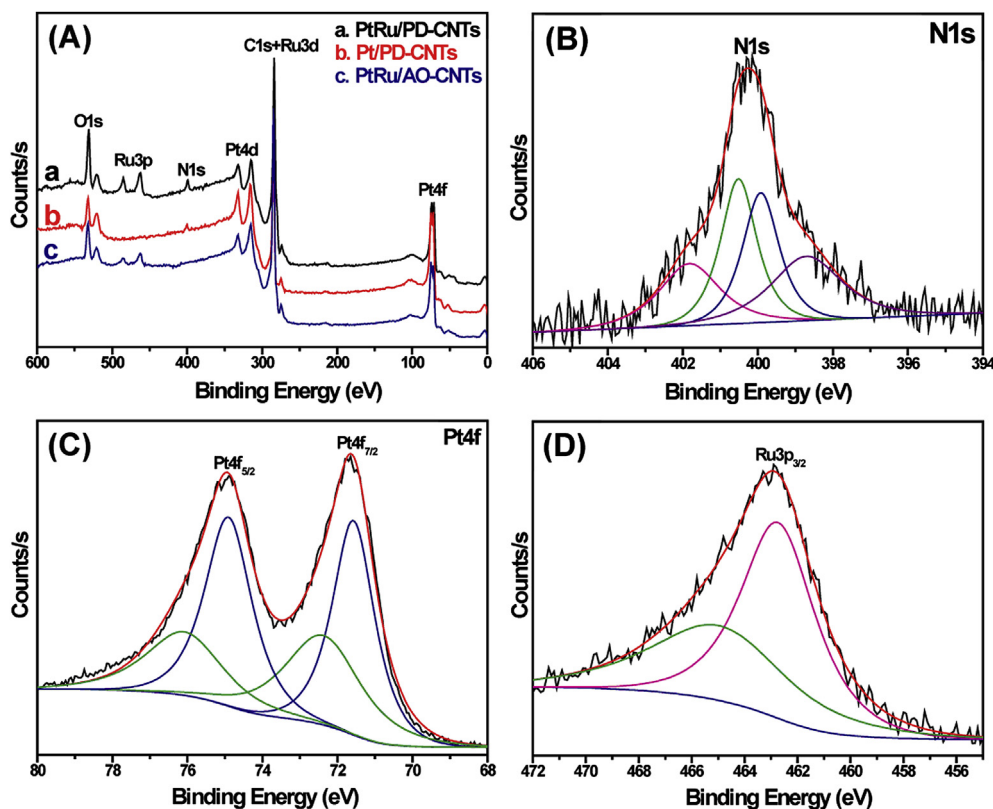 (A)
a. PtRu/PD-CNTs
b. Pt/PD-CNTs
c. PtRu/AO-CNTs
C1s+Ru3d
O1s
Ru3p
N1s
Pt4d
Pt4f
a
b
c
Counts/s
600 500 400 300 200 100 0
Binding Energy (eV)
(B)
N1s
N1s
Counts/s
406 404 402 400 398 396 394
Binding Energy (eV)
(C)
Pt4f
Pt4f5/2
Pt4f7/2
Counts/s
80 78 76 74 72 70 68
Binding Energy (eV)
(D)
Ru3p3/2
Counts/s
472 470 468 466 464 462 460 458 456
Binding Energy (eV)